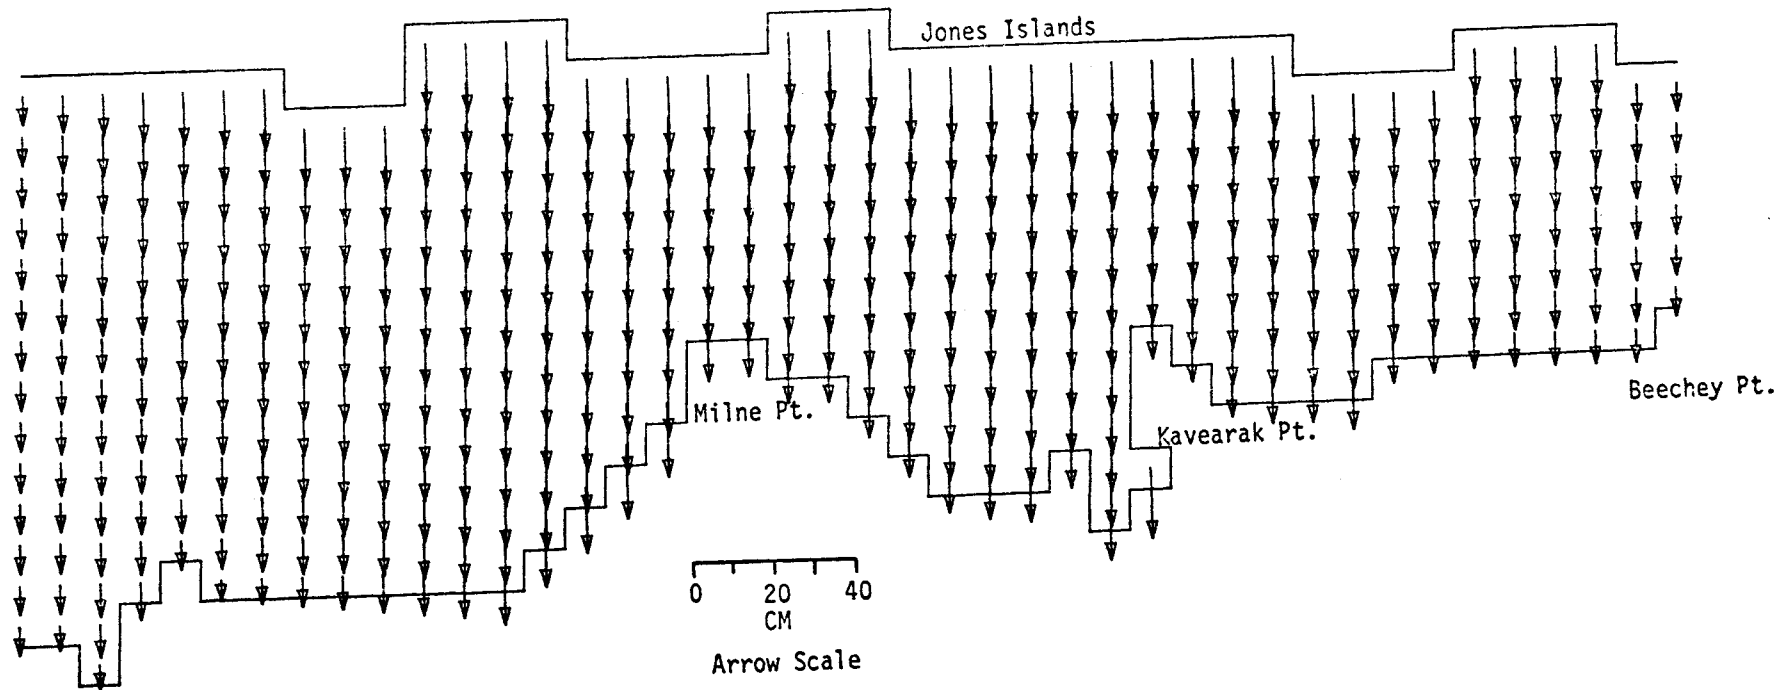 Jones Islands
Milne Pt.
Kavearak Pt.
Beechey Pt.
0 20 40
CM
Arrow Scale